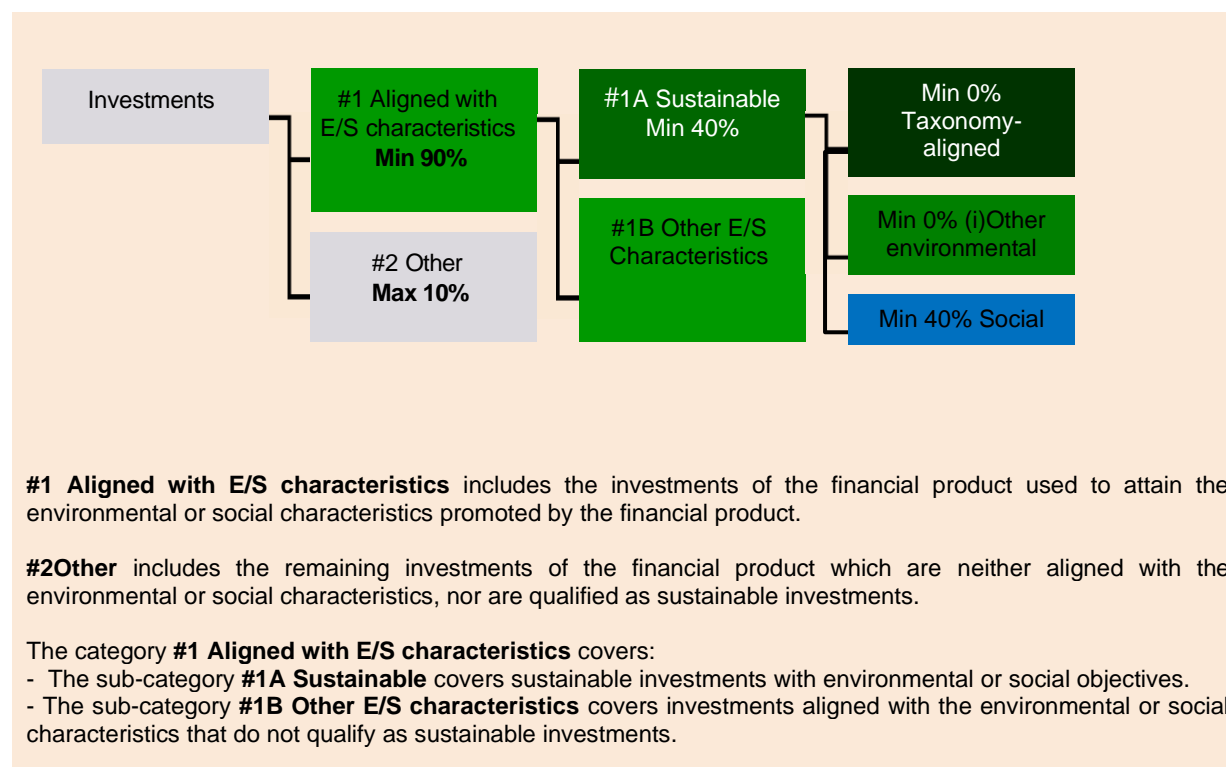 Investments
#1 Aligned with
E/S characteristics
Min 90%
#2 Other
Max 10%
#1A Sustainable
Min 40%
#1B Other E/S
Characteristics
Min 0%
Taxonomy-
aligned
Min 0% (i)Other
environmental
Min 40% Social
#1 Aligned with E/S characteristics includes the investments of the financial product used to attain the
environmental or social characteristics promoted by the financial product.
#2Other includes the remaining investments of the financial product which are neither aligned with the
environmental or social characteristics, nor are qualified as sustainable investments.
The category #1 Aligned with E/S characteristics covers:
- The sub-category #1A Sustainable covers sustainable investments with environmental or social objectives.
- The sub-category #1B Other E/S characteristics covers investments aligned with the environmental or social
characteristics that do not qualify as sustainable investments.